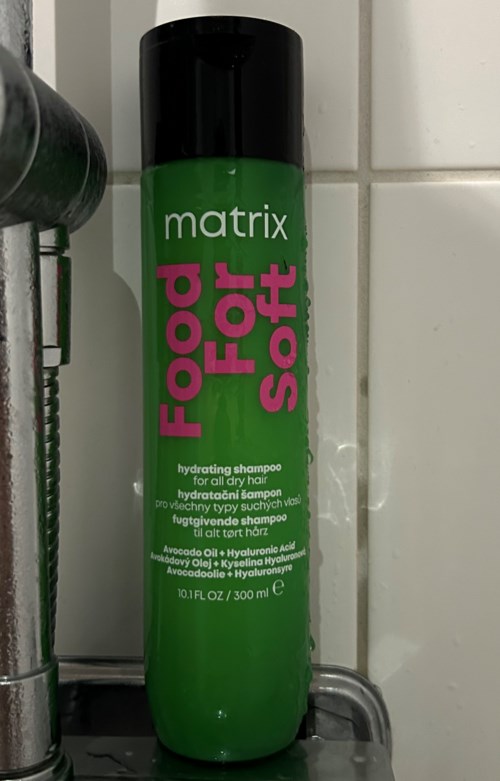 matrix
Food
For
Soft
hydrating shampoo
for all dry hair
hydratační šampon
pro všechny typy suchých vlasů
fugtgivende shampoo
til alt tørt hårz
Avocado Oil + Hyaluronic Acid
Avokádový Olej + Kyselina Hyaluronová
Avocadoolie + Hyaluronsyre
10.1 FL OZ / 300 ml ℮